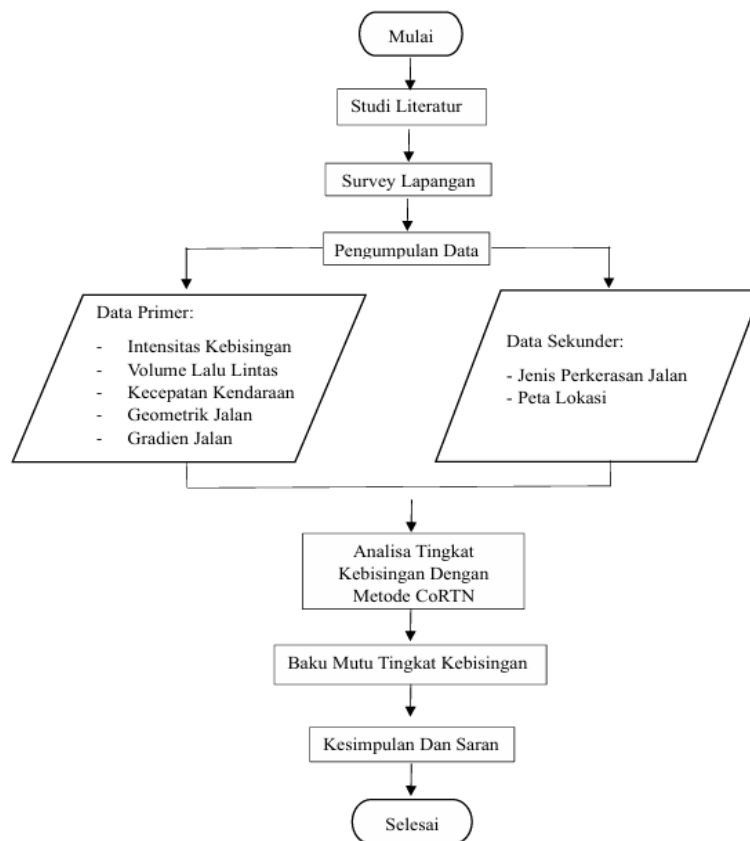 Mulai
Studi Literatur
Survey Lapangan
Pengumpulan Data
Data Primer:
- Intensitas Kebisingan
- Volume Lalu Lintas
- Kecepatan Kendaraan
- Geometrik Jalan
- Gradien Jalan
Data Sekunder:
- Jenis Perkerasan Jalan
- Peta Lokasi
Analisa Tingkat
Kebisingan Dengan
Metode CoRTN
Baku Mutu Tingkat Kebisingan
Kesimpulan Dan Saran
Selesai